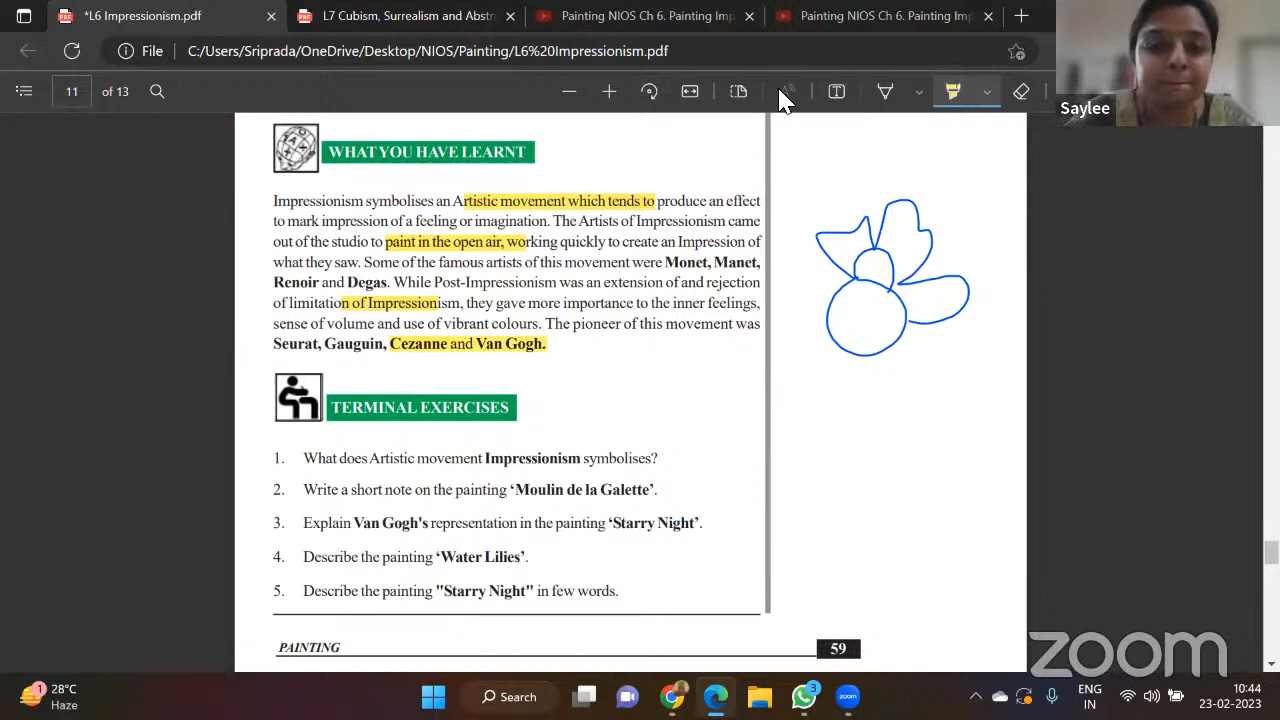 *L6 Impressionism.pdf
L7 Cubism, Surrealism and Abst
Painting NIOS Ch 6. Painting Imp
Painting NIOS Ch 6. Painting Imp
File
C:/Users/Sriprada/OneDrive/Desktop/NIOS/Painting/L6%20Impressionism.pdf
11 of 13
Saylee
WHAT YOU HAVE LEARNT
Impressionism symbolises an Artistic movement which tends to produce an effect
to mark impression of a feeling or imagination. The Artists of Impressionism came
out of the studio to paint in the open air, working quickly to create an Impression of
what they saw. Some of the famous artists of this movement were Monet, Manet,
Renoir and Degas. While Post-Impressionism was an extension of and rejection
of limitation of Impressionism, they gave more importance to the inner feelings,
sense of volume and use of vibrant colours. The pioneer of this movement was
Seurat, Gauguin, Cezanne and Van Gogh.
TERMINAL EXERCISES
1. What does Artistic movement Impressionism symbolises?
2. Write a short note on the painting ‘Moulin de la Galette’.
3. Explain Van Gogh's representation in the painting ‘Starry Night’.
4. Describe the painting ‘Water Lilies’.
5. Describe the painting "Starry Night" in few words.
PAINTING
59
zoom
1
28°C
Haze
Search
3
zoom
ENG
IN
10:44
23-02-2023